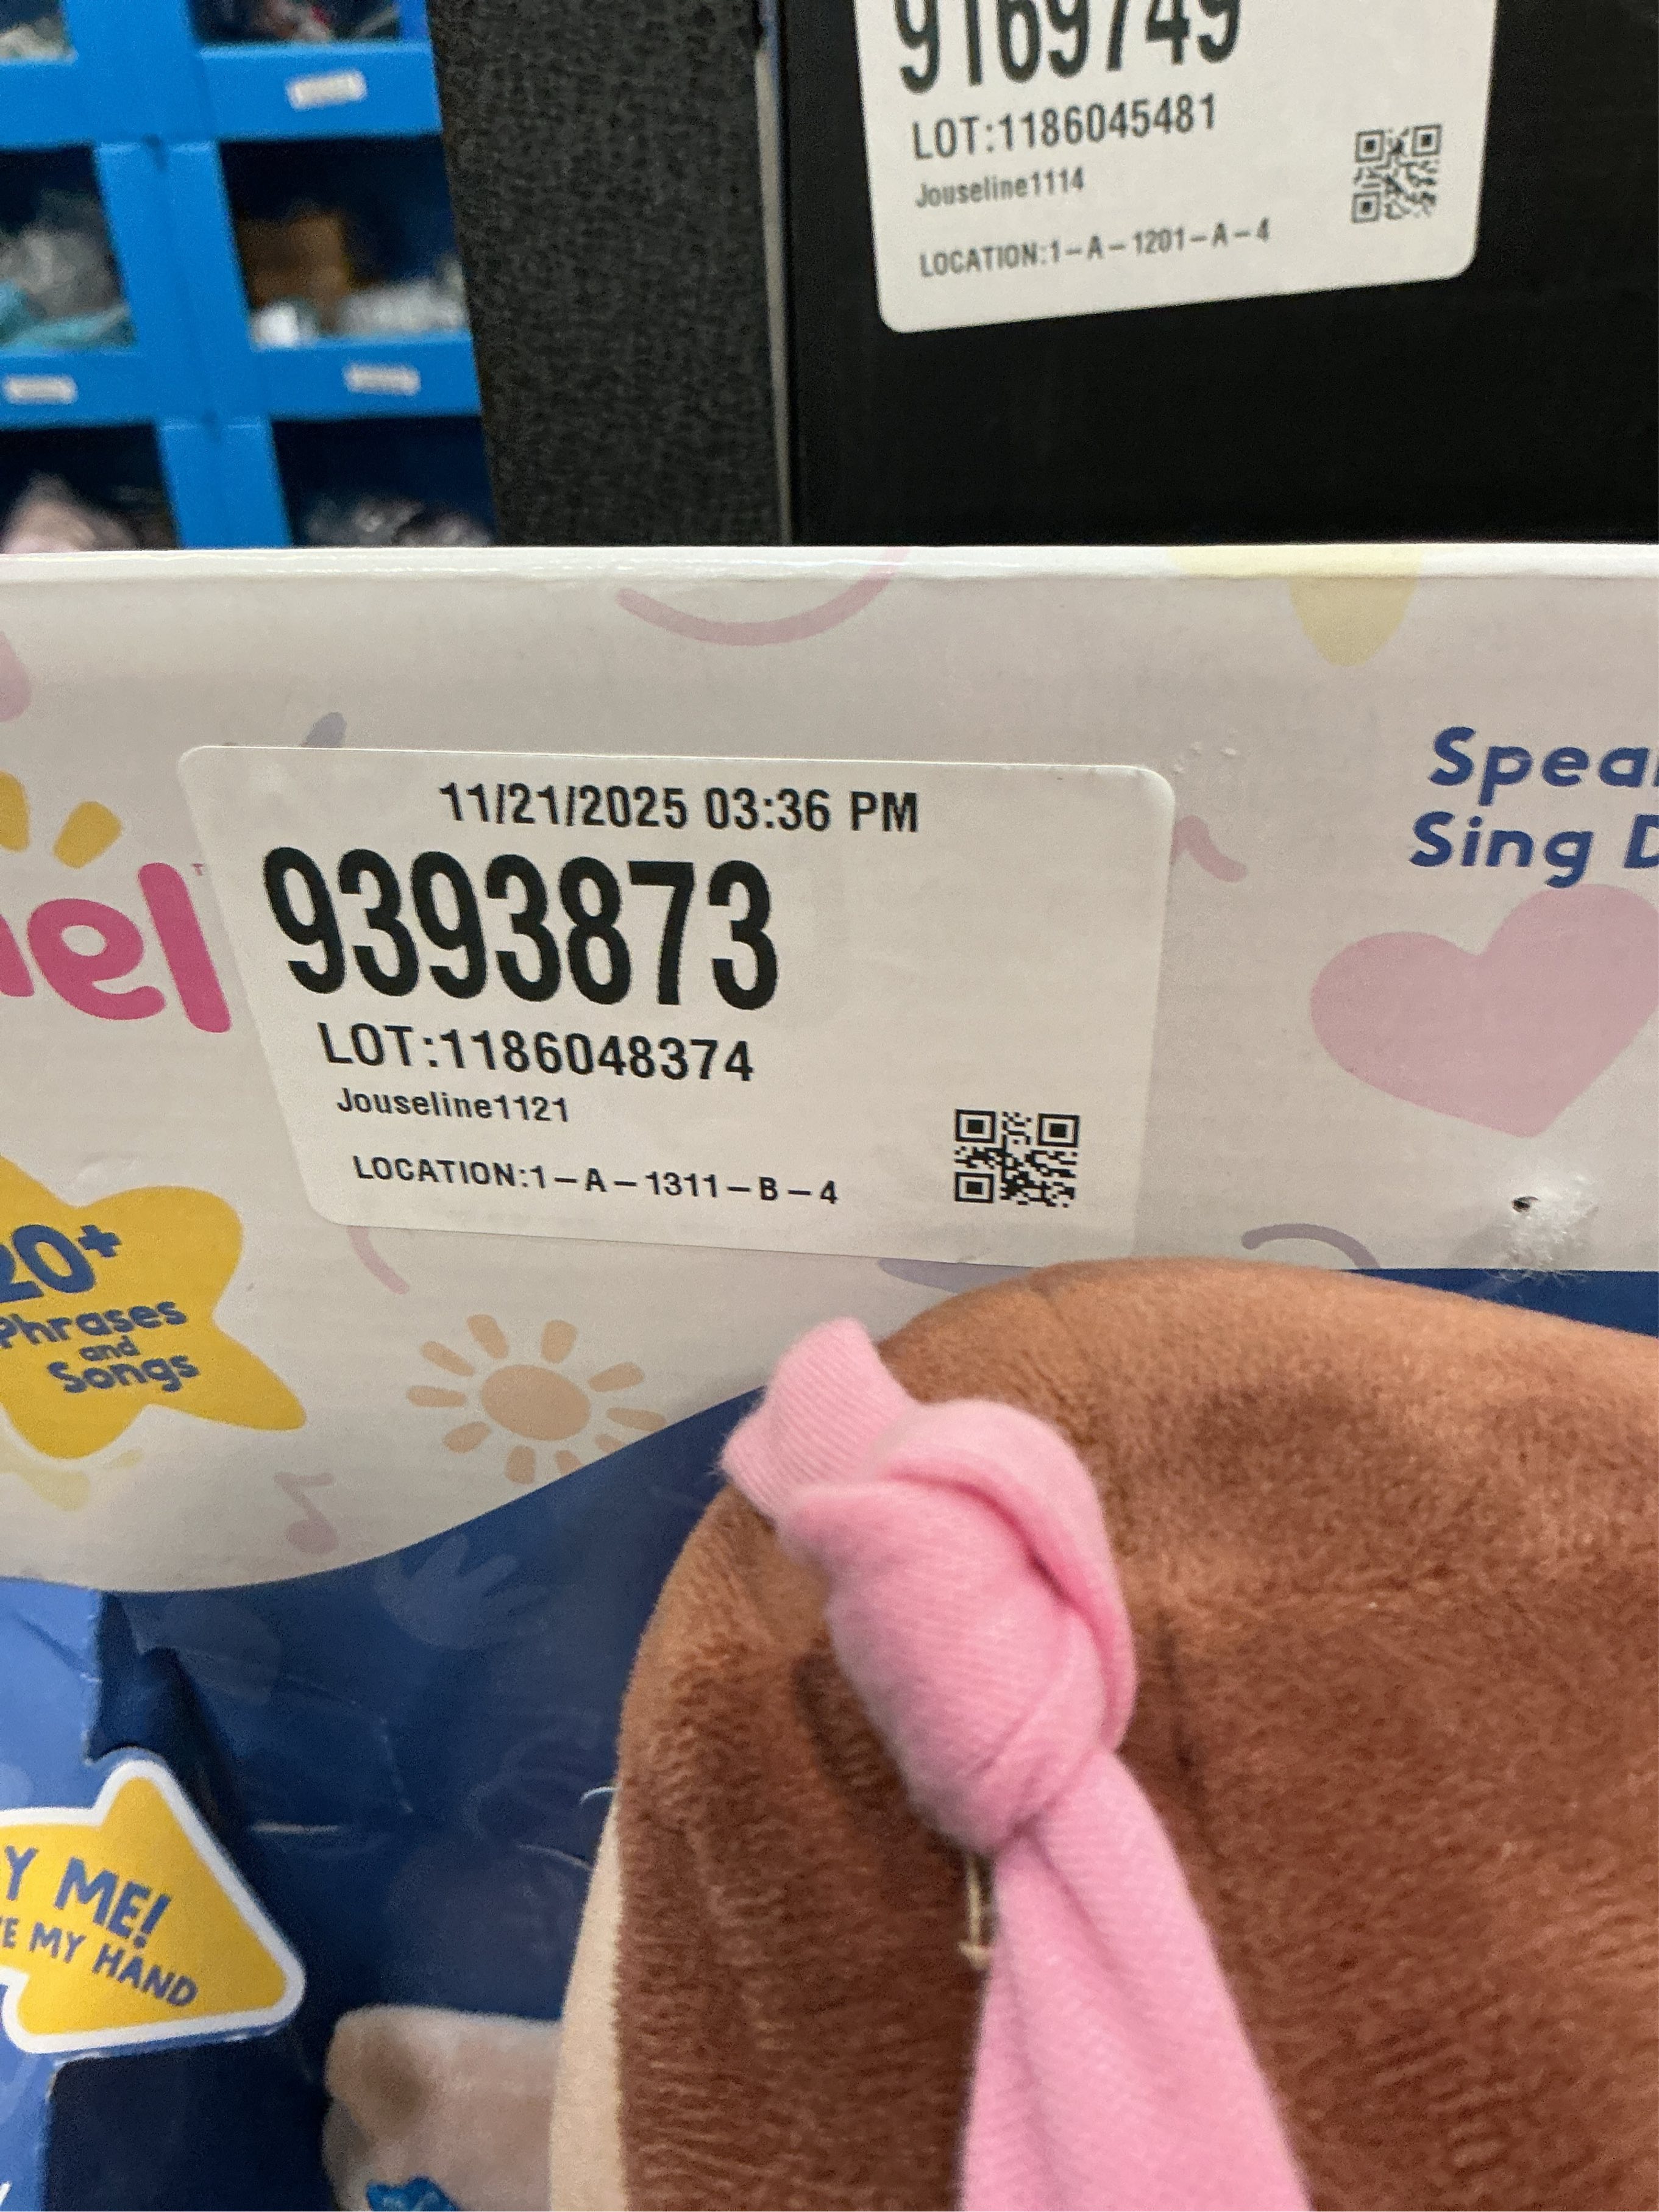 9169749
LOT:1186045481
Jouseline1114
LOCATION:1-A-1201-A-4
Sing
11/21/2025 03:36 PM
9393873
LOT:1186048374
Jouseline1121
LOCATION:1-A-1311-B-4
20+
Phrases
and
Songs
ME!
MY HAND